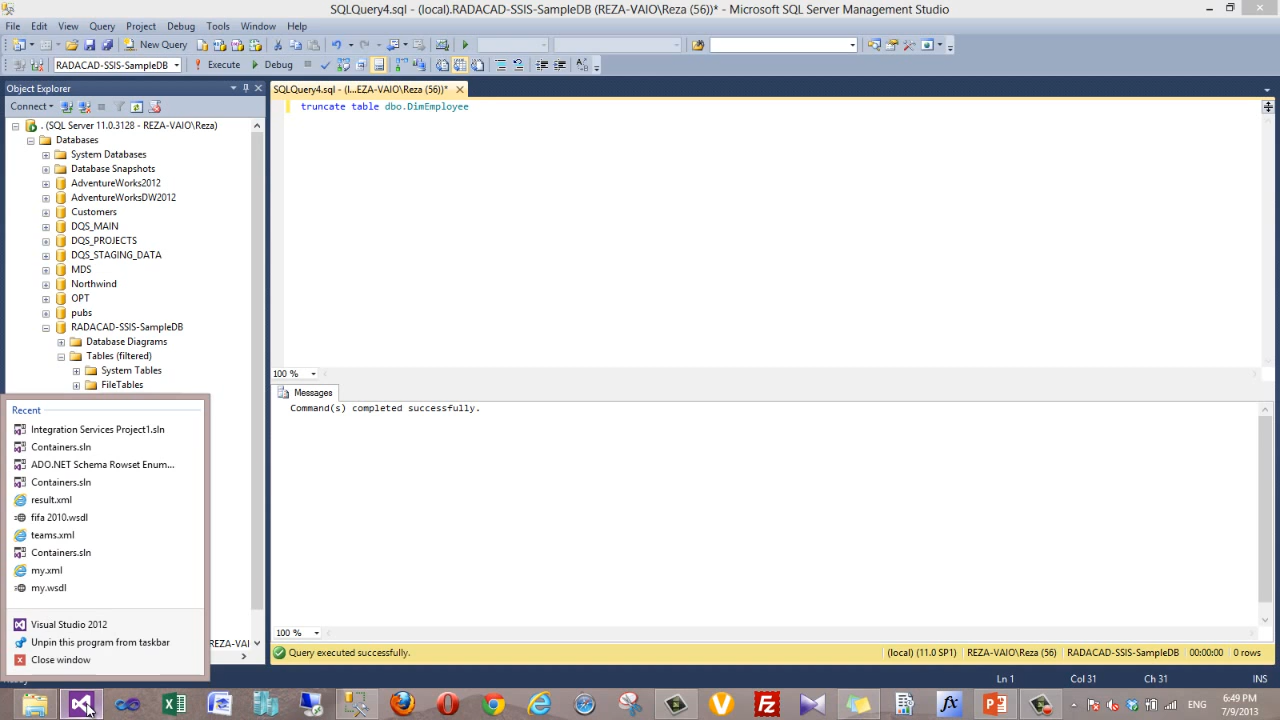 SQLQuery4.sql - (local).RADACAD-SSIS-SampleDB (REZA-VAIO\Reza (56))* - Microsoft SQL Server Management Studio
File Edit View Query Project Debug Tools Window Help
New Query
RADACAD-SSIS-SampleDB Execute Debug
Object Explorer
SQLQuery4.sql - (l...EZA-VAIO\Reza (56))*
Connect
truncate table dbo.DimEmployee
. (SQL Server 11.0.3128 - REZA-VAIO\Reza)
Databases
System Databases
Database Snapshots
AdventureWorks2012
AdventureWorksDW2012
Customers
DQS_MAIN
DQS_PROJECTS
DQS_STAGING_DATA
MDS
Northwind
OPT
pubs
RADACAD-SSIS-SampleDB
Database Diagrams
Tables (filtered)
System Tables
FileTables
100 %
Messages
Command(s) completed successfully.
Recent
Integration Services Project1.sln
Containers.sln
ADO.NET Schema Rowset Enum...
Containers.sln
result.xml
fifa 2010.wsdl
teams.xml
Containers.sln
my.xml
my.wsdl
Visual Studio 2012
Unpin this program from taskbar
Close window
REZA-VAI
100 %
Query executed successfully.
(local) (11.0 SP1) REZA-VAIO\Reza (56) RADACAD-SSIS-SampleDB 00:00:00 0 rows
Ln 1 Col 31 Ch 31 INS
ENG
6:49 PM
7/9/2013